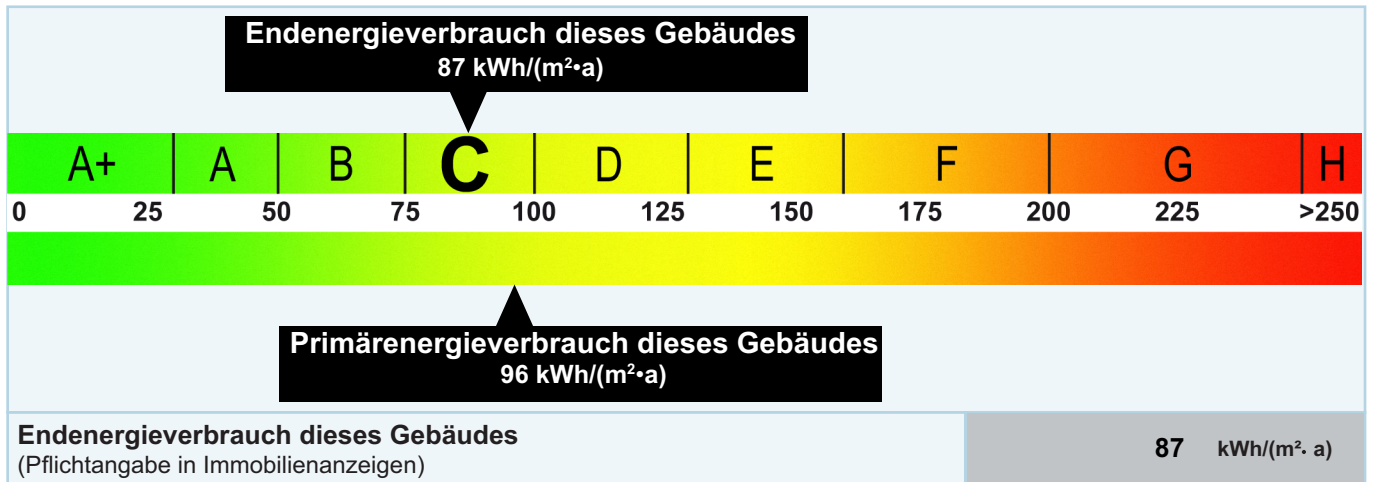 Endenergieverbrauch dieses Gebäudes
87 kWh/(m²•a)
A+ A B C D E F G H
0 25 50 75 100 125 150 175 200 225 >250
Primärenergieverbrauch dieses Gebäudes
96 kWh/(m²•a)
Endenergieverbrauch dieses Gebäudes
(Pflichtangabe in Immobilienanzeigen)
87 kWh/(m²· a)